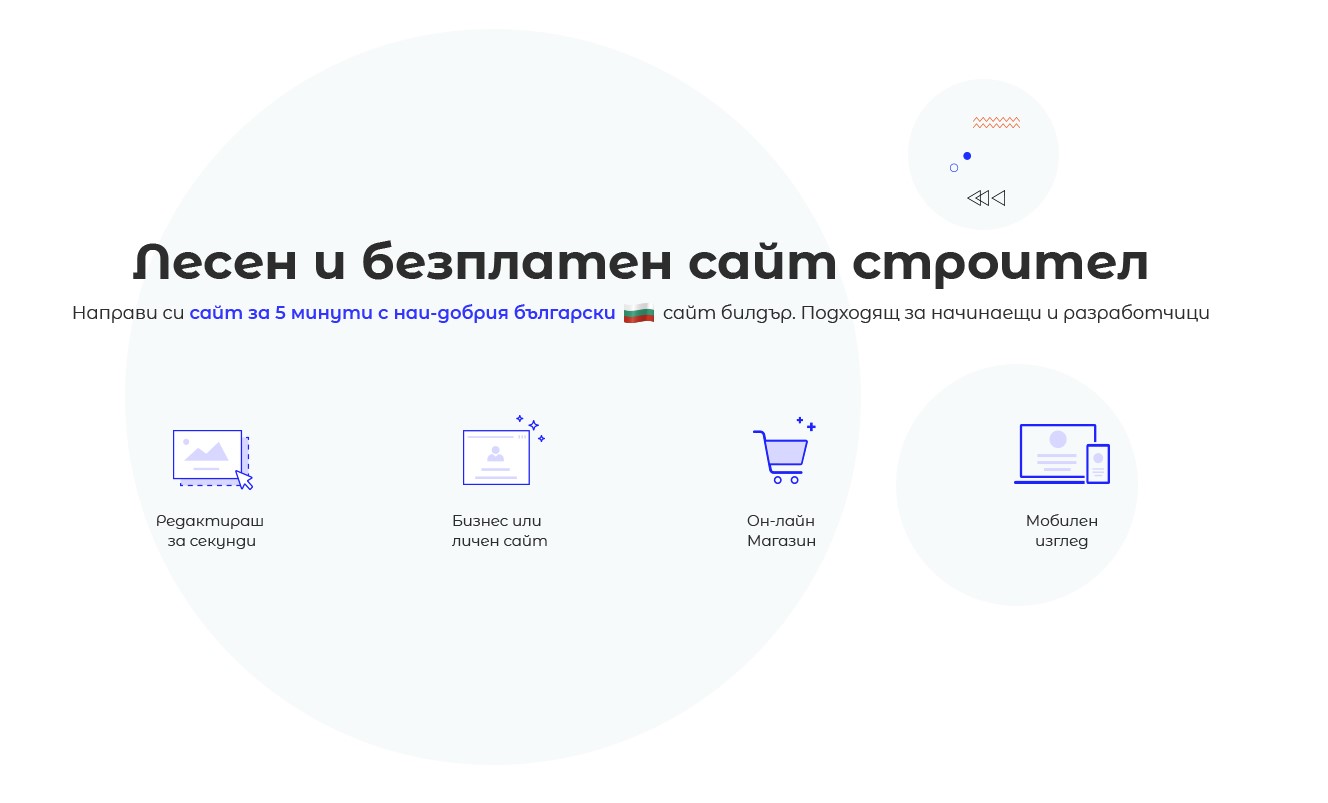 Лесен и безплатен сайт строител
Направи си сайт за 5 минути с наи-добрия български 🇧🇬 сайт билдър. Подходящ за начинаещи и разработчици
Редактираш
за секунди
Бизнес или
личен сайт
Он-лайн
Магазин
Мобилен
изглед